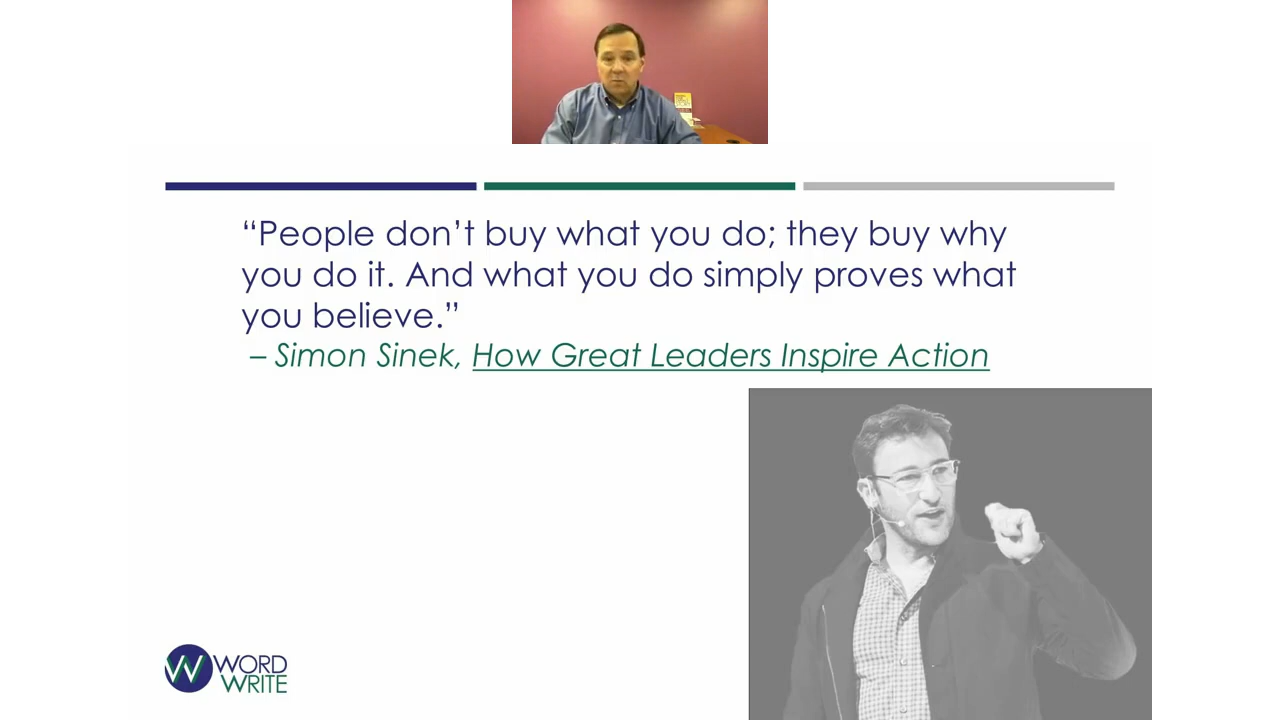 “People don’t buy what you do; they buy why
you do it. And what you do simply proves what
you believe.”
– Simon Sinek, How Great Leaders Inspire Action
WORD
WRITE